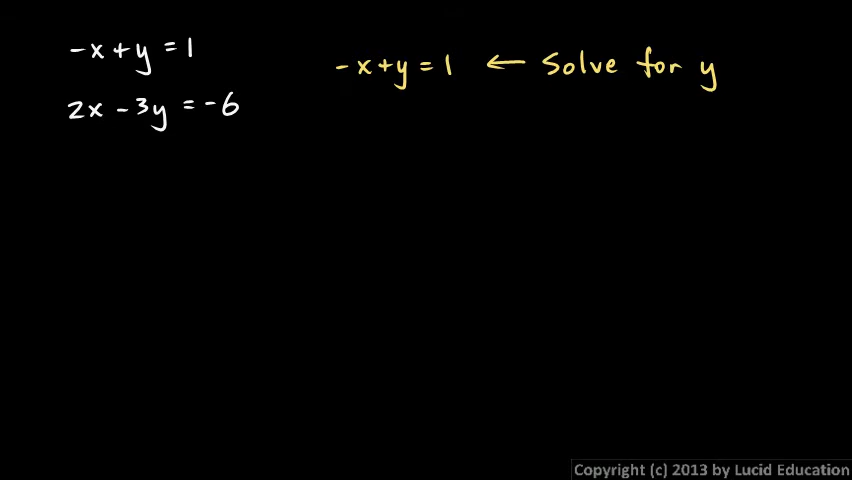 -x + y = 1
2x - 3y = -6
-x + y = 1 ← Solve for y
Copyright (c) 2013 by Lucid Education